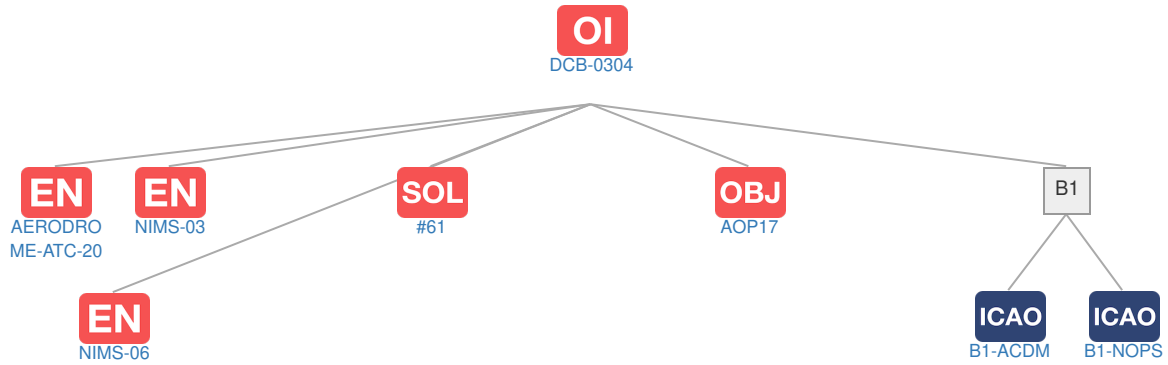 OI
DCB-0304
EN
AERODRO
ME-ATC-20
EN
NIMS-03
SOL
#61
OBJ
AOP17
B1
EN
NIMS-06
ICAO
B1-ACDM
ICAO
B1-NOPS